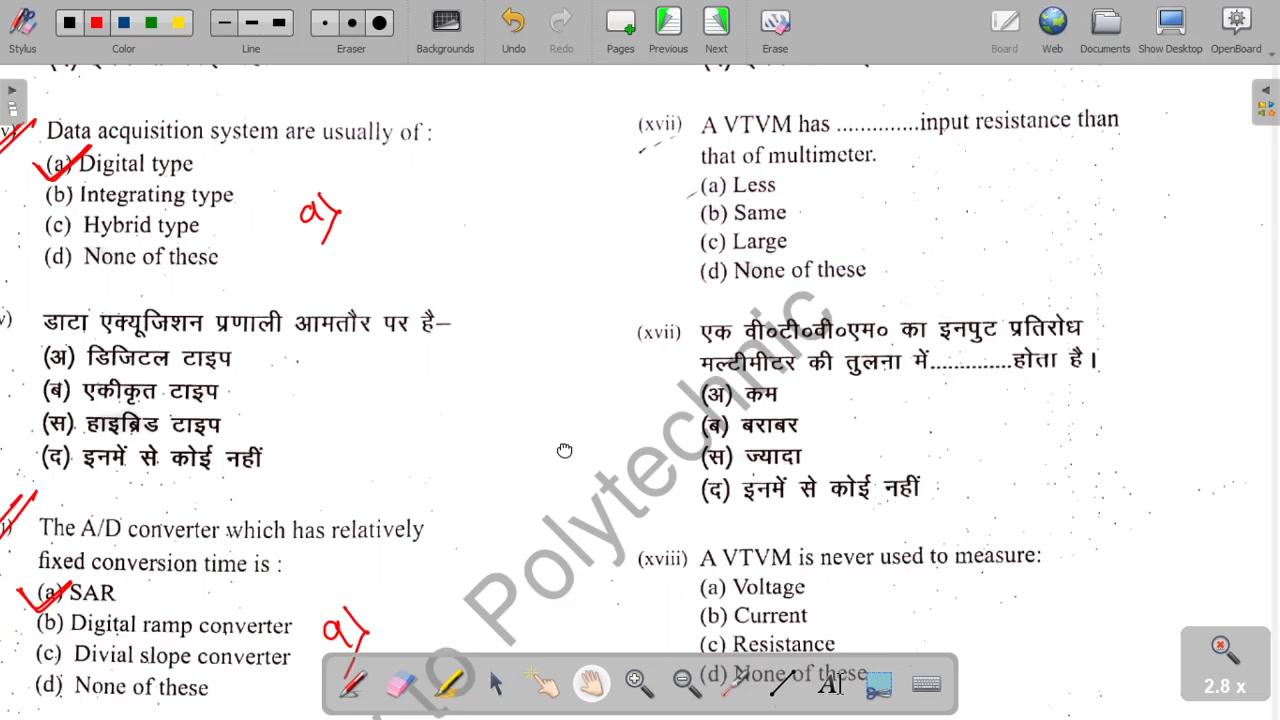 Stylus
Color
Line
Eraser
Backgrounds
Undo
Redo
Pages
Previous
Next
Erase
Board
Web
Documents
Show Desktop
OpenBoard
Data acquisition system are usually of :
(a) Digital type
(b) Integrating type
(c) Hybrid type
(d) None of these
a)
डाटा एक्यूजिशन प्रणाली आमतौर पर है–
(अ) डिजिटल टाइप
(ब) एकीकृत टाइप
(स) हाइब्रिड टाइप
(द) इनमें से कोई नहीं
The A/D converter which has relatively
fixed conversion time is :
(a) SAR
(b) Digital ramp converter
(c) Divial slope converter
(d) None of these
a)
(xvii) A VTVM has ..............input resistance than
that of multimeter.
(a) Less
(b) Same
(c) Large
(d) None of these
(xvii) एक वी०टी०वी०एम० का इनपुट प्रतिरोध
मल्टीमीटर की तुलना में..............होता है।
(अ) कम
(ब) बराबर
(स) ज्यादा
(द) इनमें से कोई नहीं
(xviii) A VTVM is never used to measure:
(a) Voltage
(b) Current
(c) Resistance
(d) None of these
to Polytechnic
2.8 x